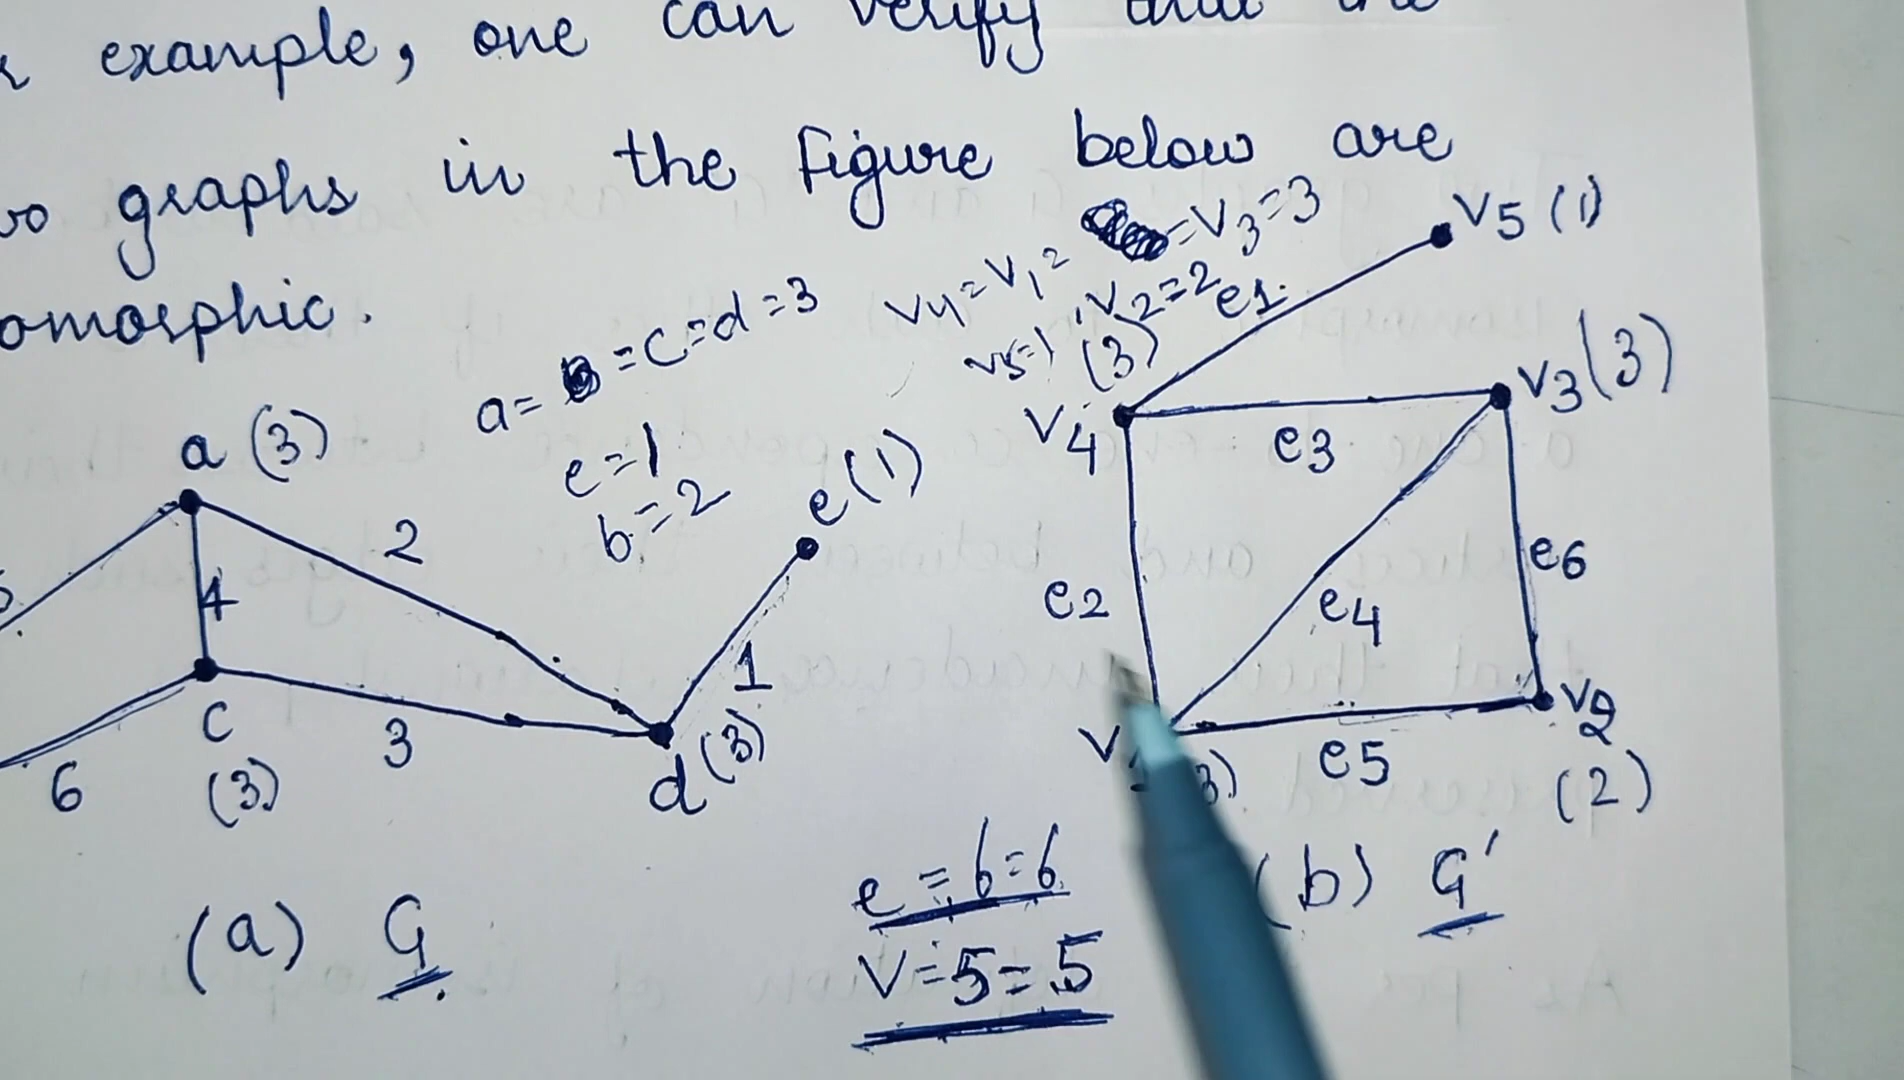 example, one can verify that the
graphs in the figure below are
omorphic.
a = = c = d = 3
e = 1
b = 2
v4 = v1 = = v3 = 3
v5 = 1, v2 = 2
a (3)
2
4
c
(3)
3
6
d (3)
1
e (1)
(a) G
v5 (1)
e1
(3)
v4
e3
v3 (3)
e2
e4
e6
e5
v2
(2)
e = 6 = 6
v = 5 = 5
(b) G'